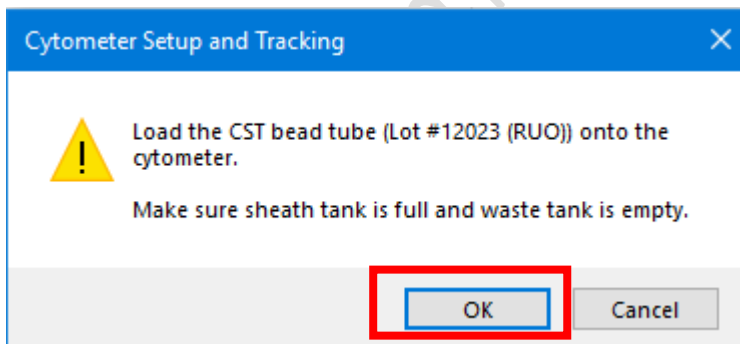 Cytometer Setup and Tracking
Load the CST bead tube (Lot #12023 (RUO)) onto the
cytometer.
Make sure sheath tank is full and waste tank is empty.
OK
Cancel